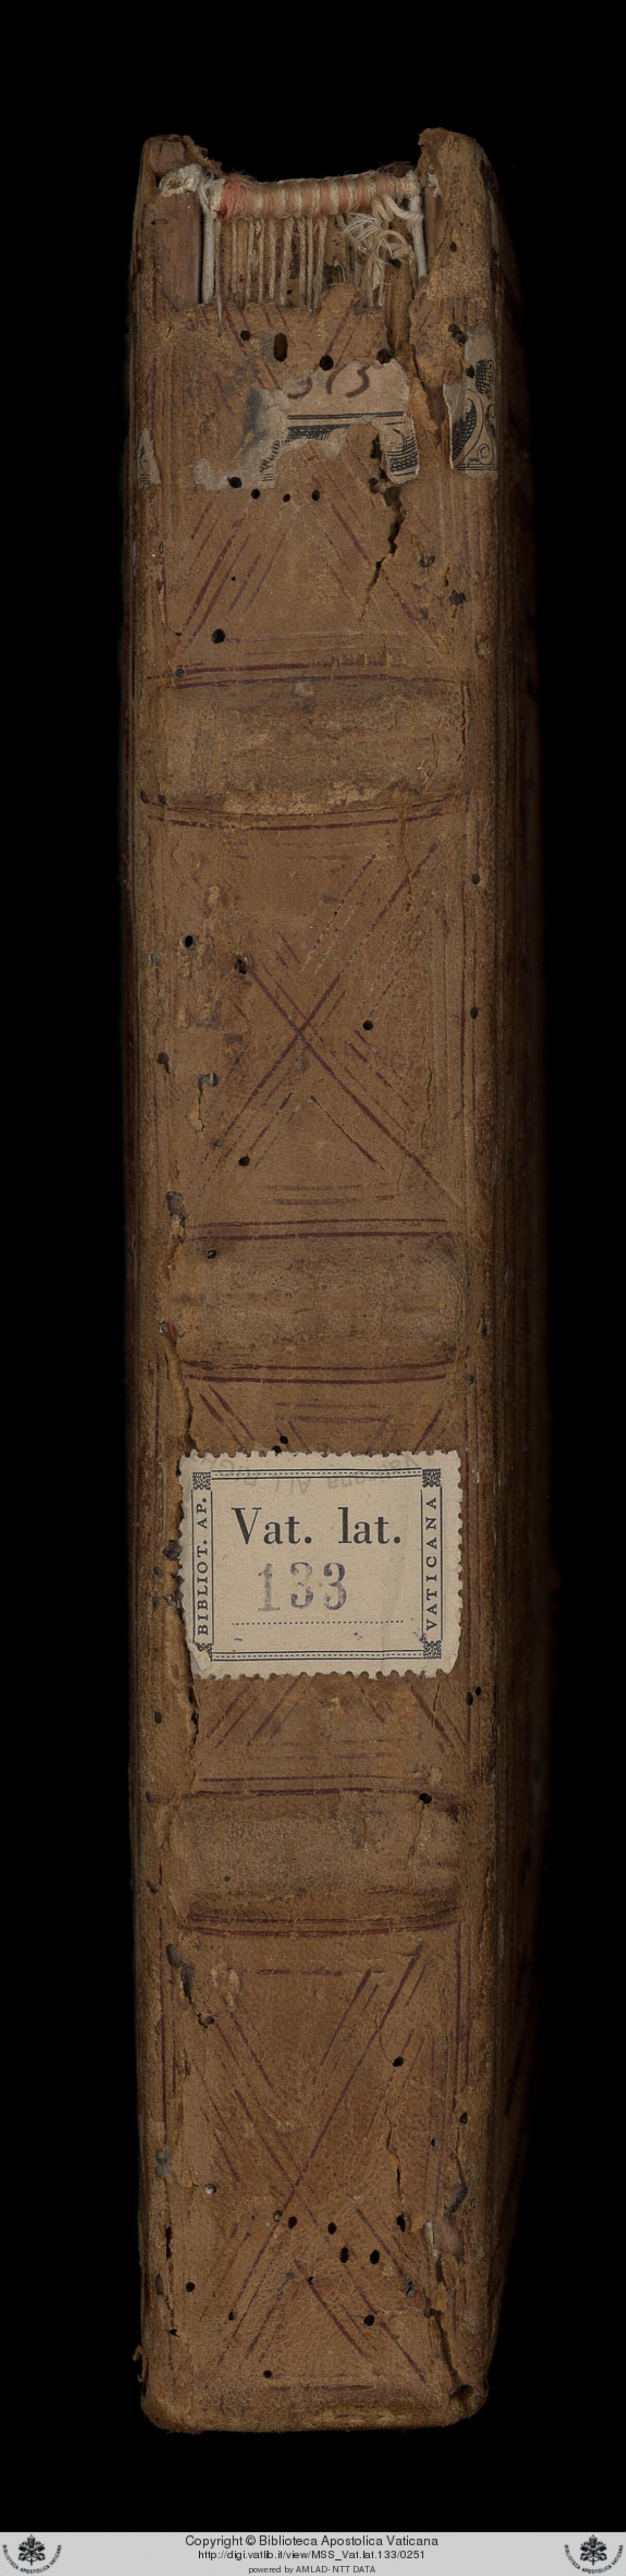 313
BIBLIOT. AP.
Vat. lat.
133
VATICANA
Copyright © Biblioteca Apostolica Vaticana
http://digi.vatlib.it/view/MSS_Vat.lat.133/0251
powered by AMLAD- NTT DATA